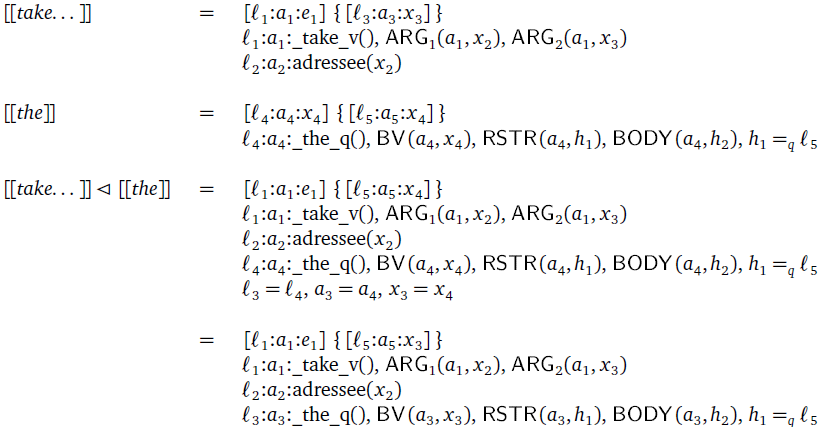 [[take. . . ]] = [ℓ1:a1:e1] { [ℓ3:a3:x3] }
ℓ1:a1:_take_v(), ARG1(a1, x2), ARG2(a1, x3)
ℓ2:a2:adressee(x2)
[[the]] = [ℓ4:a4:x4] { [ℓ5:a5:x4] }
ℓ4:a4:_the_q(), BV(a4, x4), RSTR(a4, h1), BODY(a4, h2), h1 =q ℓ5
[[take. . . ]] ⊲ [[the]] = [ℓ1:a1:e1] { [ℓ5:a5:x4] }
ℓ1:a1:_take_v(), ARG1(a1, x2), ARG2(a1, x3)
ℓ2:a2:adressee(x2)
ℓ4:a4:_the_q(), BV(a4, x4), RSTR(a4, h1), BODY(a4, h2), h1 =q ℓ5
ℓ3 = ℓ4, a3 = a4, x3 = x4
= [ℓ1:a1:e1] { [ℓ5:a5:x3] }
ℓ1:a1:_take_v(), ARG1(a1, x2), ARG2(a1, x3)
ℓ2:a2:adressee(x2)
ℓ3:a3:_the_q(), BV(a3, x3), RSTR(a3, h1), BODY(a3, h2), h1 =q ℓ5